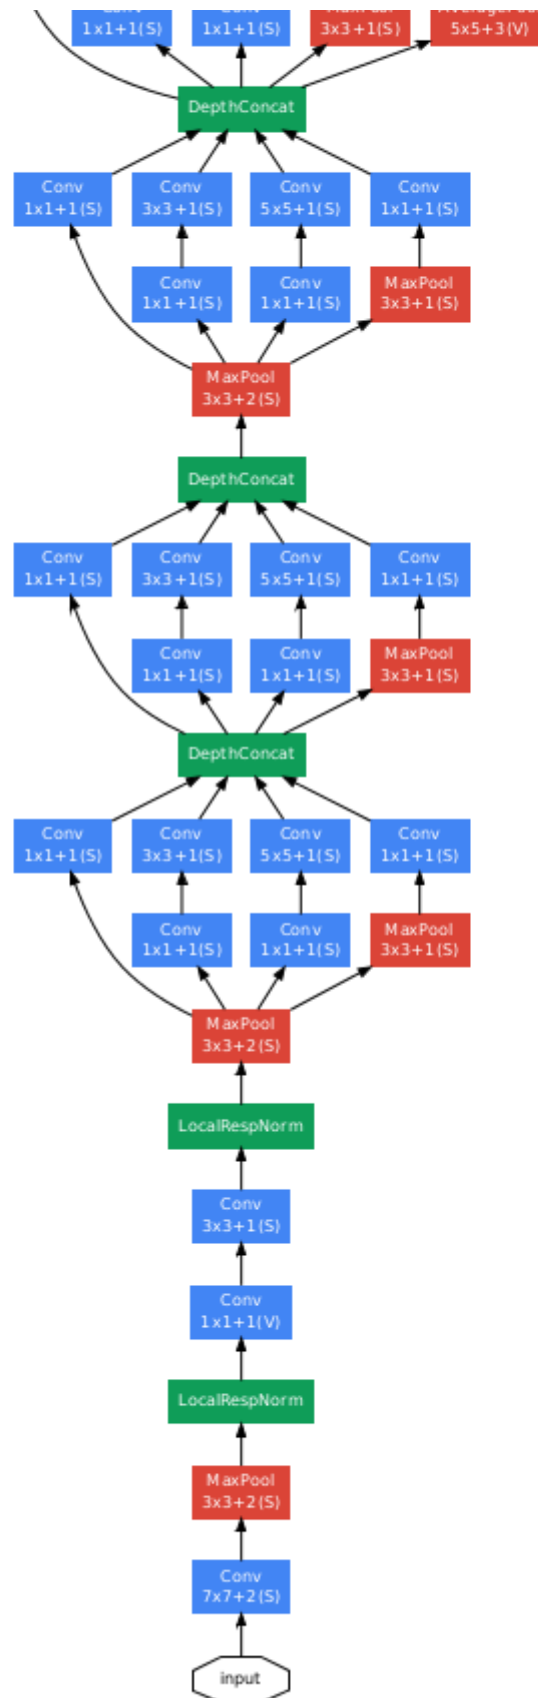 1x1+1(S)
1x1+1(S)
3x3+1(S)
5x5+3(V)
DepthConcat
Conv
1x1+1(S)
Conv
3x3+1(S)
Conv
5x5+1(S)
Conv
1x1+1(S)
Conv
1x1+1(S)
Conv
1x1+1(S)
MaxPool
3x3+1(S)
MaxPool
3x3+2(S)
DepthConcat
Conv
1x1+1(S)
Conv
3x3+1(S)
Conv
5x5+1(S)
Conv
1x1+1(S)
Conv
1x1+1(S)
Conv
1x1+1(S)
MaxPool
3x3+1(S)
DepthConcat
Conv
1x1+1(S)
Conv
3x3+1(S)
Conv
5x5+1(S)
Conv
1x1+1(S)
Conv
1x1+1(S)
Conv
1x1+1(S)
MaxPool
3x3+1(S)
MaxPool
3x3+2(S)
LocalRespNorm
Conv
3x3+1(S)
Conv
1x1+1(V)
LocalRespNorm
MaxPool
3x3+2(S)
Conv
7x7+2(S)
input